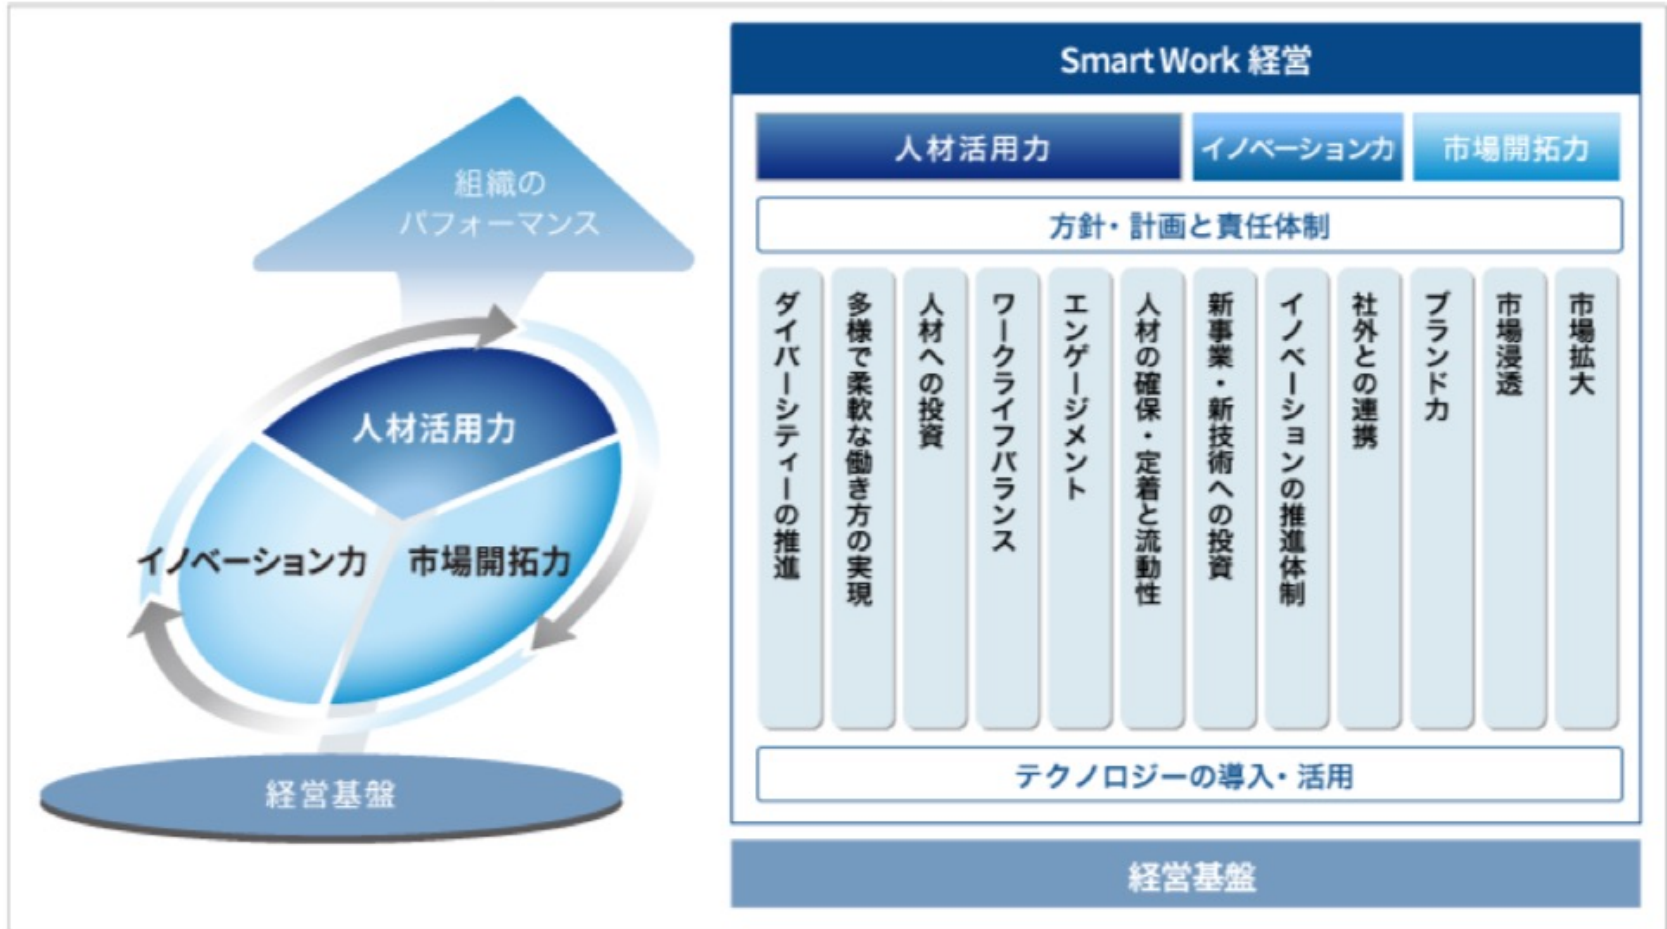 組織の
パフォーマンス
人材活用力
イノベーション力
市場開拓力
経営基盤
Smart Work 経営
人材活用力
イノベーション力
市場開拓力
方針・計画と責任体制
ダイバーシティーの推進
多様で柔軟な働き方の実現
人材への投資
ワークライフバランス
エンゲージメント
人材の確保・定着と流動性
新事業・新技術への投資
イノベーションの推進体制
社外との連携
ブランド力
市場浸透
市場拡大
テクノロジーの導入・活用
経営基盤